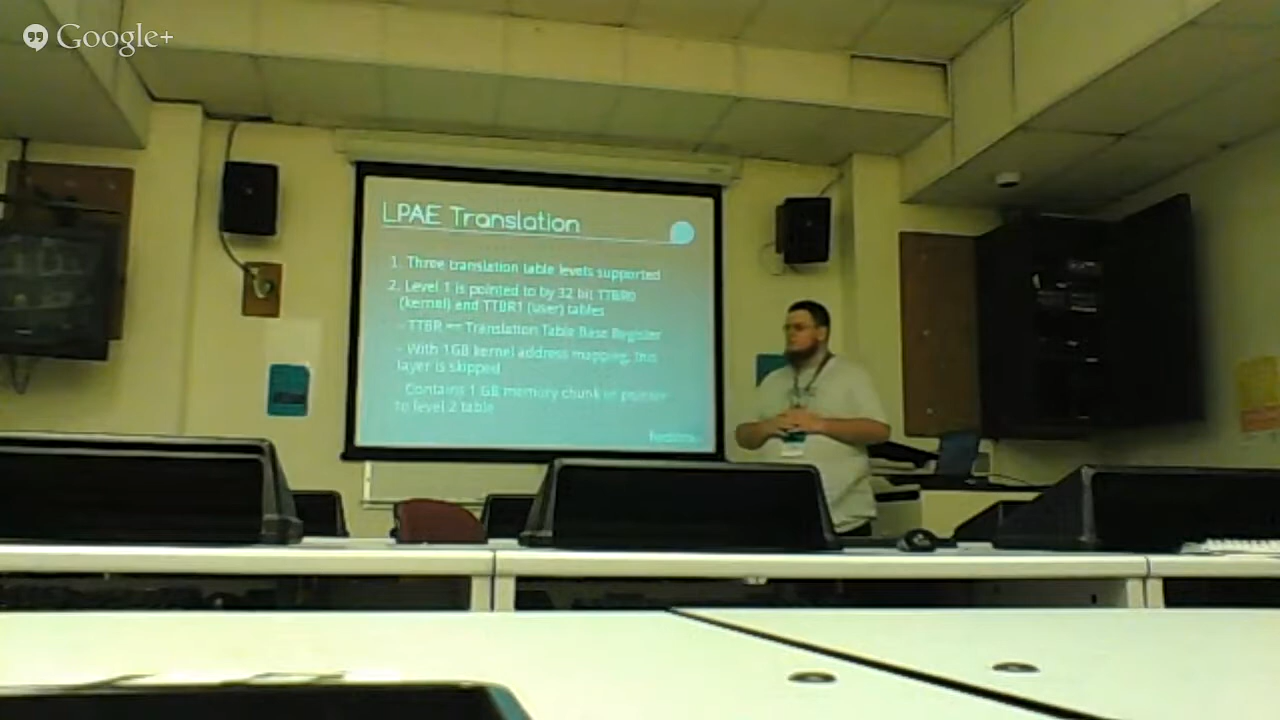 Google+
LPAE Translation
1. Three translation table levels supported
2. Level 1 is pointed to by 32 bit TTBR0
(kernel) and TTBR1 (user) tables
- TTBR == Translation Table Base Register
- With 1GB kernel address mapping, this
layer is skipped
Contains 1 GB memory chunk or pointer
to level 2 table